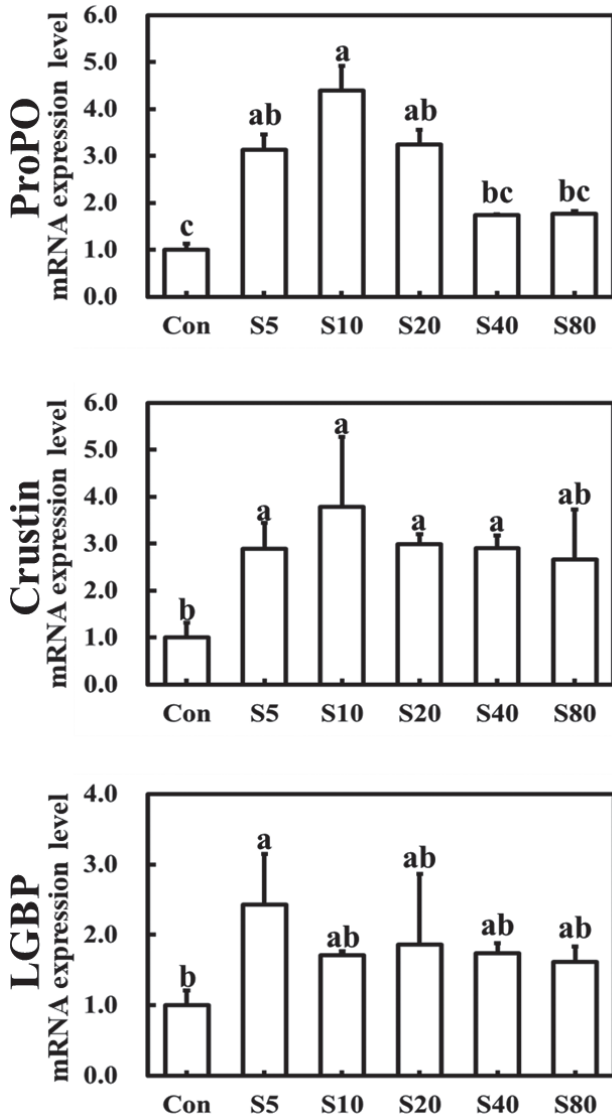 ProPO
mRNA expression level
6.0
5.0
4.0
3.0
2.0
1.0
0.0
c
ab
a
ab
bc
bc
Con S5 S10 S20 S40 S80
Crustin
mRNA expression level
6.0
5.0
4.0
3.0
2.0
1.0
0.0
b
a
a
a
a
ab
Con S5 S10 S20 S40 S80
LGBP
mRNA expression level
4.0
3.0
2.0
1.0
0.0
b
a
ab
ab
ab
ab
Con S5 S10 S20 S40 S80